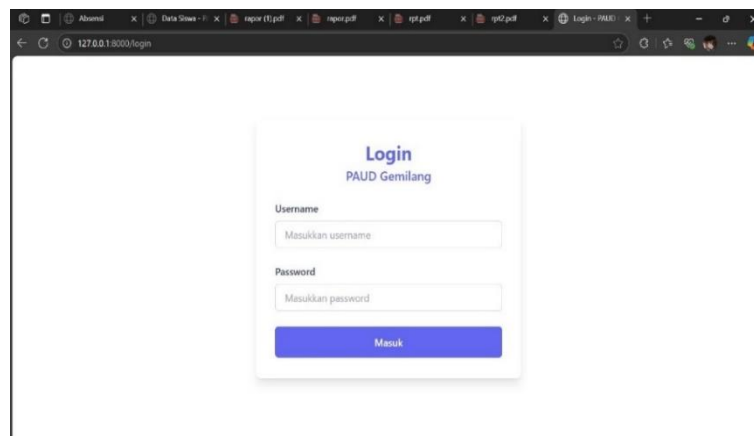 Absensi
Data Siswa - P
rapor (1).pdf
rapor.pdf
rpt.pdf
rpt2.pdf
Login - PAUD
127.0.0.1:8000/login
Login
PAUD Gemilang
Username
Masukkan username
Password
Masukkan password
Masuk